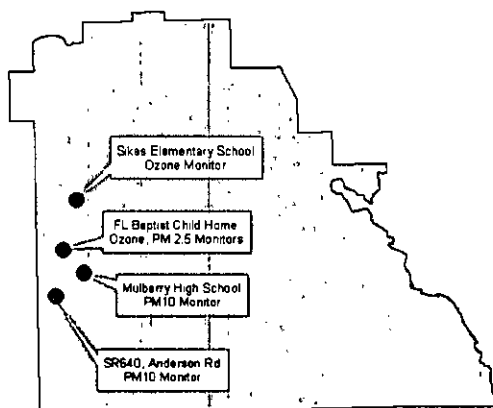 Sikes Elementary School
Ozone Monitor
FL Baptist Child Home
Ozone, PM 2.5 Monitors
Mulberry High School
PM10 Monitor
SR640, Anderson Rd
PM10 Monitor